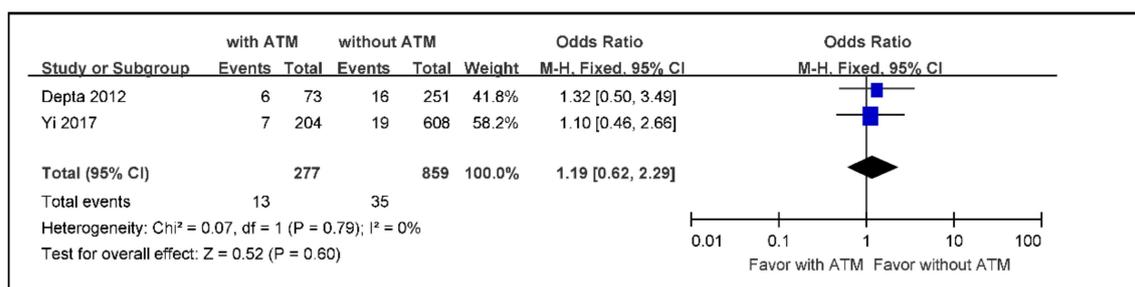 with ATM without ATM Odds Ratio Odds Ratio
Study or Subgroup Events Total Events Total Weight M-H, Fixed, 95% CI M-H, Fixed, 95% CI
Depta 2012 6 73 16 251 41.8% 1.32 [0.50, 3.49]
Yi 2017 7 204 19 608 58.2% 1.10 [0.46, 2.66]
Total (95% CI) 277 859 100.0% 1.19 [0.62, 2.29]
Total events 13 35
Heterogeneity: Chi² = 0.07, df = 1 (P = 0.79); I² = 0%
Test for overall effect: Z = 0.52 (P = 0.60)
0.01 0.1 1 10 100
Favor with ATM Favor without ATM